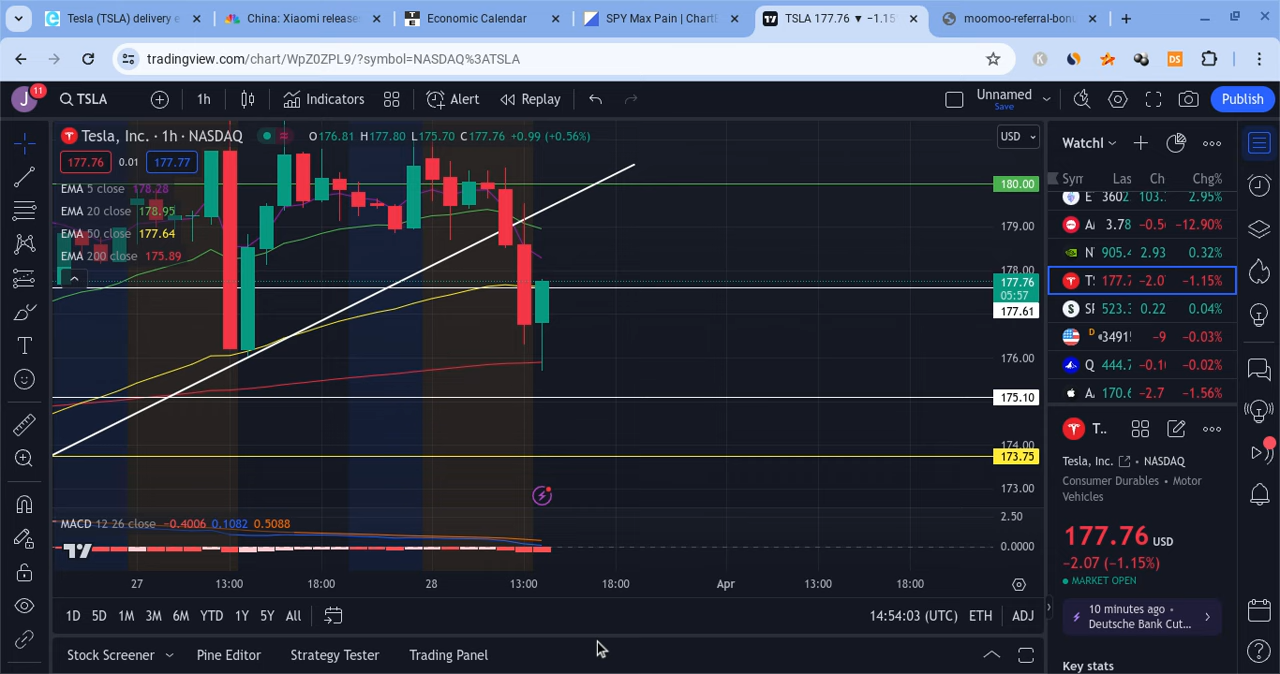 Tesla (TSLA) delivery e
China: Xiaomi release
Economic Calendar
SPY Max Pain | ChartE
TSLA 177.76 ▼ −1.15
moomoo-referral-bon
tradingview.com/chart/WpZ0ZPL9/?symbol=NASDAQ%3ATSLA
J
11
TSLA
1h
Indicators
Alert
Replay
Unnamed
Save
Publish
Tesla, Inc. · 1h · NASDAQ
O176.81 H177.80 L175.70 C177.76 +0.99 (+0.56%)
177.76
0.01
177.77
EMA 5 close 178.28
EMA 20 close 178.95
EMA 50 close 177.64
EMA 200 close 175.89
MACD 12 26 close −0.4006 0.1082 0.5088
USD
180.00
179.00
178.00
177.76
05:57
177.61
176.00
175.10
174.00
173.75
173.00
2.50
0.0000
27
13:00
18:00
28
13:00
18:00
Apr
13:00
18:00
1D
5D
1M
3M
6M
YTD
1Y
5Y
All
14:54:03 (UTC)
ETH
ADJ
Stock Screener
Pine Editor
Strategy Tester
Trading Panel
Watchl
Sym
Las
Ch
Chg%
E 3602 103. 2.95%
3.78 −0.5 −12.90%
N 905.4 2.93 0.32%
T 177.7 −2.0 −1.15%
SF 523. 0.22 0.04%
D 3491 −9 −0.03%
Q 444.7 −0.1 −0.02%
A 170.6 −2.7 −1.56%
T..
Tesla, Inc. • NASDAQ
Consumer Durables • Motor
Vehicles
177.76 USD
−2.07 (−1.15%)
MARKET OPEN
10 minutes ago •
Deutsche Bank Cut...
Key stats